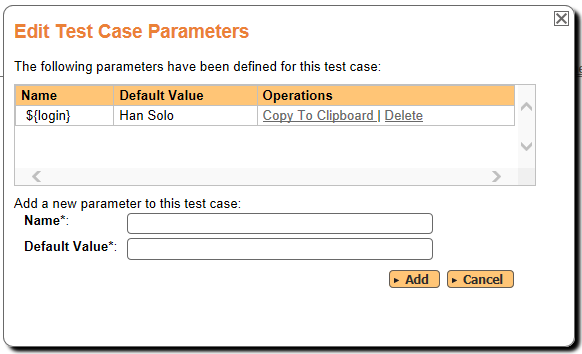 Edit Test Case Parameters
The following parameters have been defined for this test case:
Name Default Value Operations
${login} Han Solo Copy To Clipboard | Delete
Add a new parameter to this test case:
Name*:
Default Value*:
Add Cancel